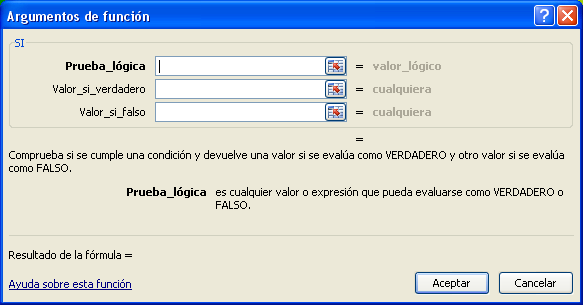 Argumentos de función
SI
Prueba_lógica = valor_lógico
Valor_si_verdadero = cualquiera
Valor_si_falso = cualquiera
=
Comprueba si se cumple una condición y devuelve una valor si se evalúa como VERDADERO y otro valor si se evalúa
como FALSO.
Prueba_lógica es cualquier valor o expresión que pueda evaluarse como VERDADERO o
FALSO.
Resultado de la fórmula =
Ayuda sobre esta función Aceptar Cancelar